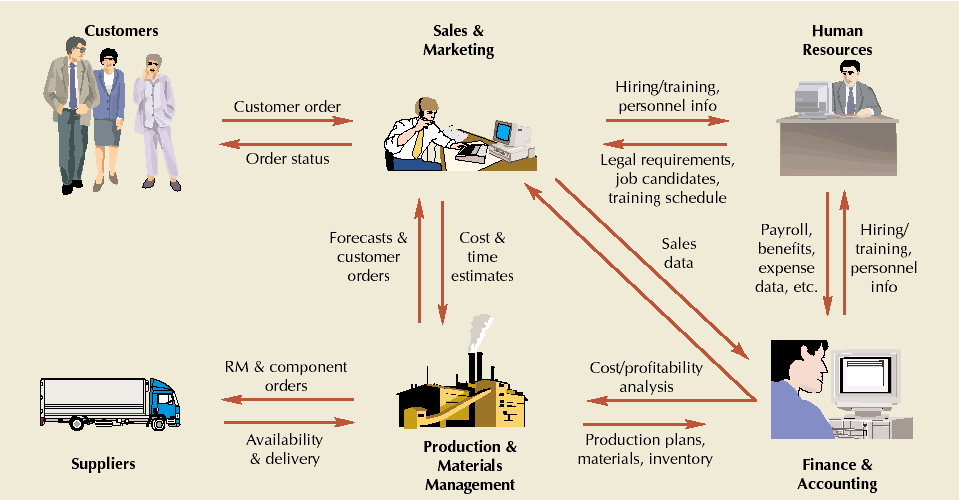 Customers
Sales &
Marketing
Human
Resources
Customer order
Order status
Hiring/training,
personnel info
Legal requirements,
job candidates,
training schedule
Forecasts &
customer
orders
Cost &
time
estimates
Sales
data
Payroll,
benefits,
expense
data, etc.
Hiring/
training,
personnel
info
RM & component
orders
Availability
& delivery
Cost/profitability
analysis
Production plans,
materials, inventory
Suppliers
Production &
Materials
Management
Finance &
Accounting